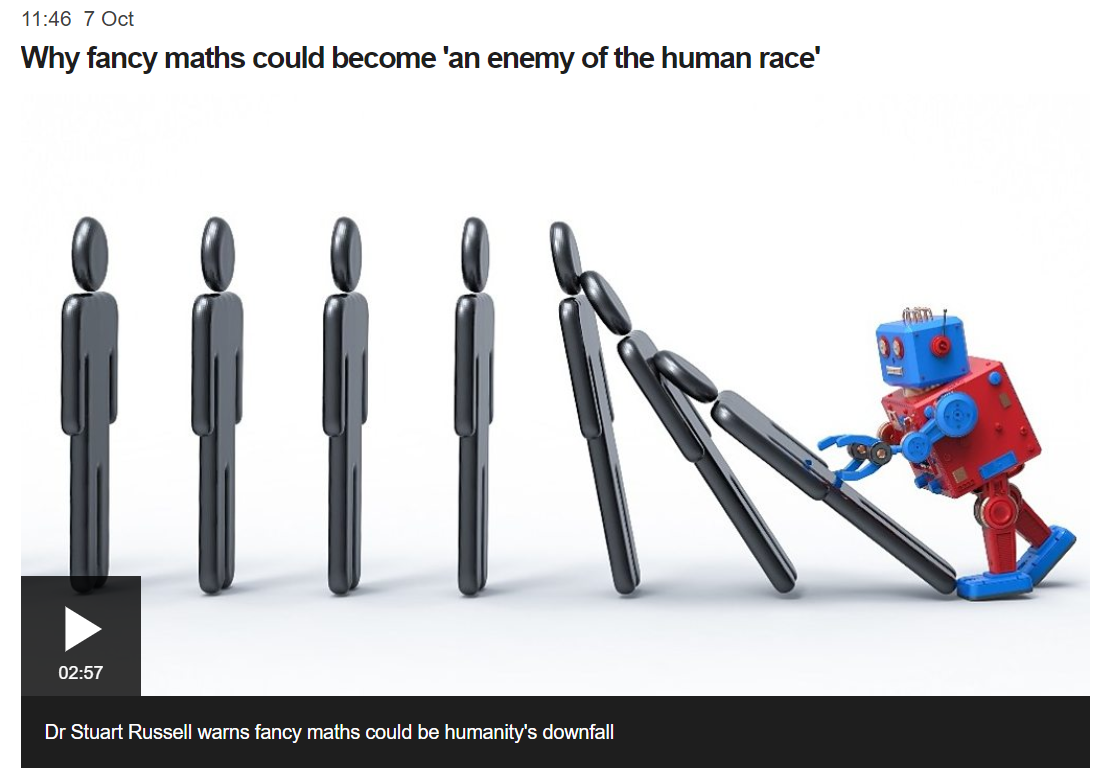 11:46 7 Oct
Why fancy maths could become 'an enemy of the human race'
02:57
Dr Stuart Russell warns fancy maths could be humanity's downfall